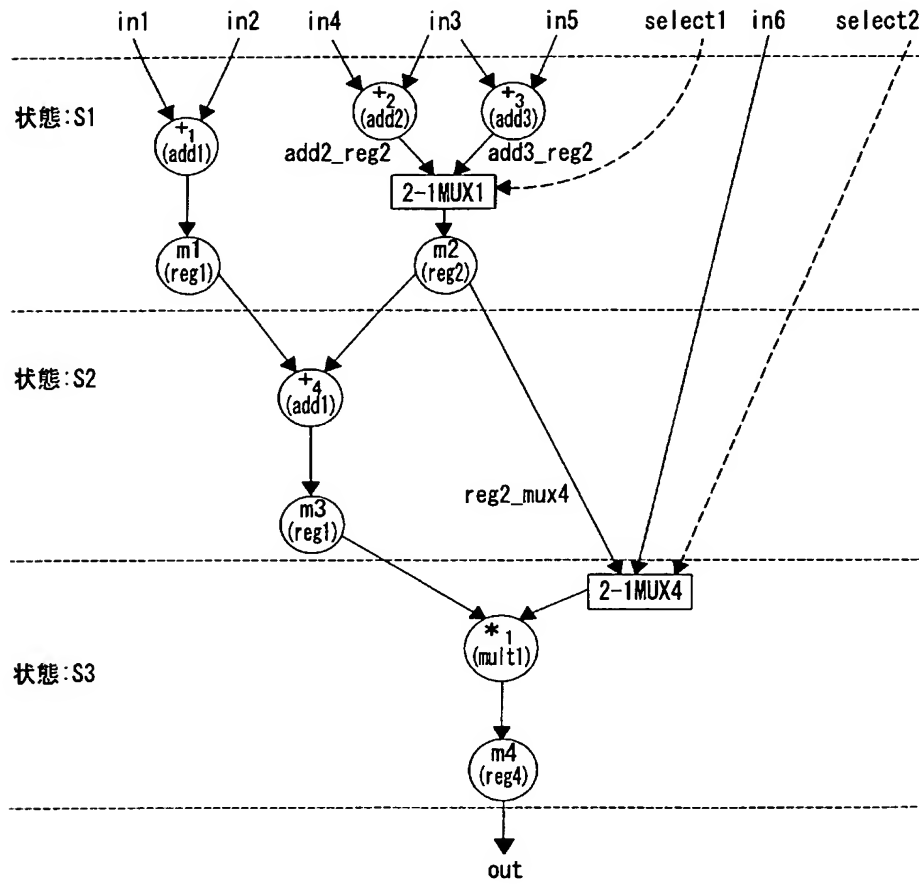 in1 in2 in4 in3 in5 select1 in6 select2
状態:S1
+1
(add1)
+2
(add2)
+3
(add3)
add2_reg2 add3_reg2
2-1MUX1
m1
(reg1)
m2
(reg2)
状態:S2
+4
(add1)
m3
(reg1)
reg2_mux4
2-1MUX4
状態:S3
*1
(mult1)
m4
(reg4)
out